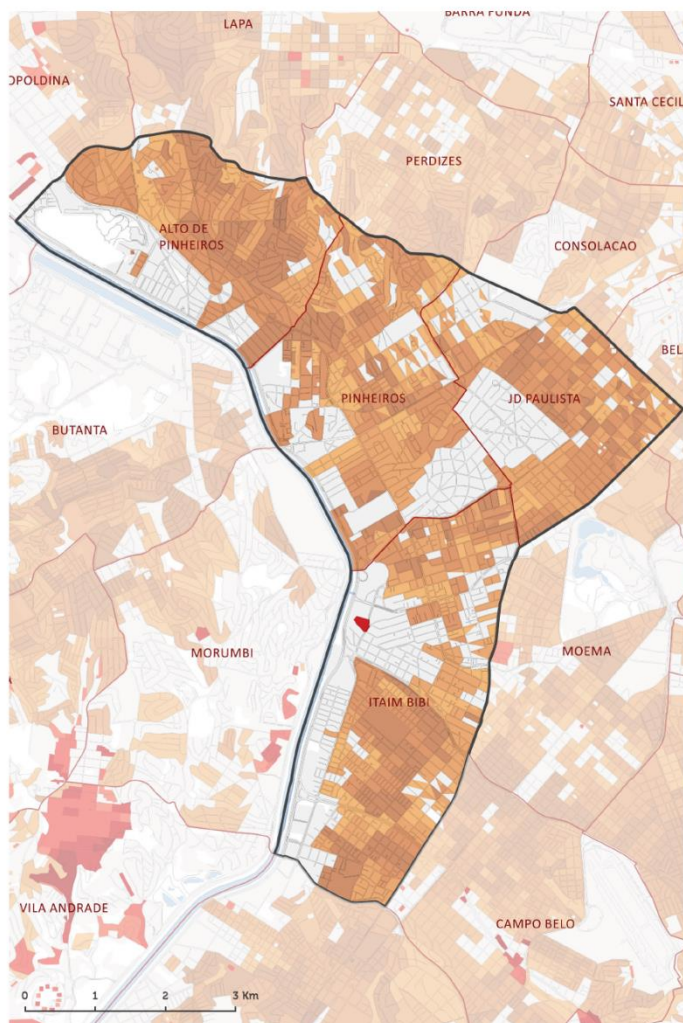 BARRA FUNDA
LAPA
OPOLDINA
SANTA CECIL
PERDIZES
ALTO DE
PINHEIROS
CONSOLACAO
BEL
PINHEIROS
JD PAULISTA
BUTANTA
MORUMBI
MOEMA
ITAIM BIBI
VILA ANDRADE
CAMPO BELO
0 1 2 3 Km